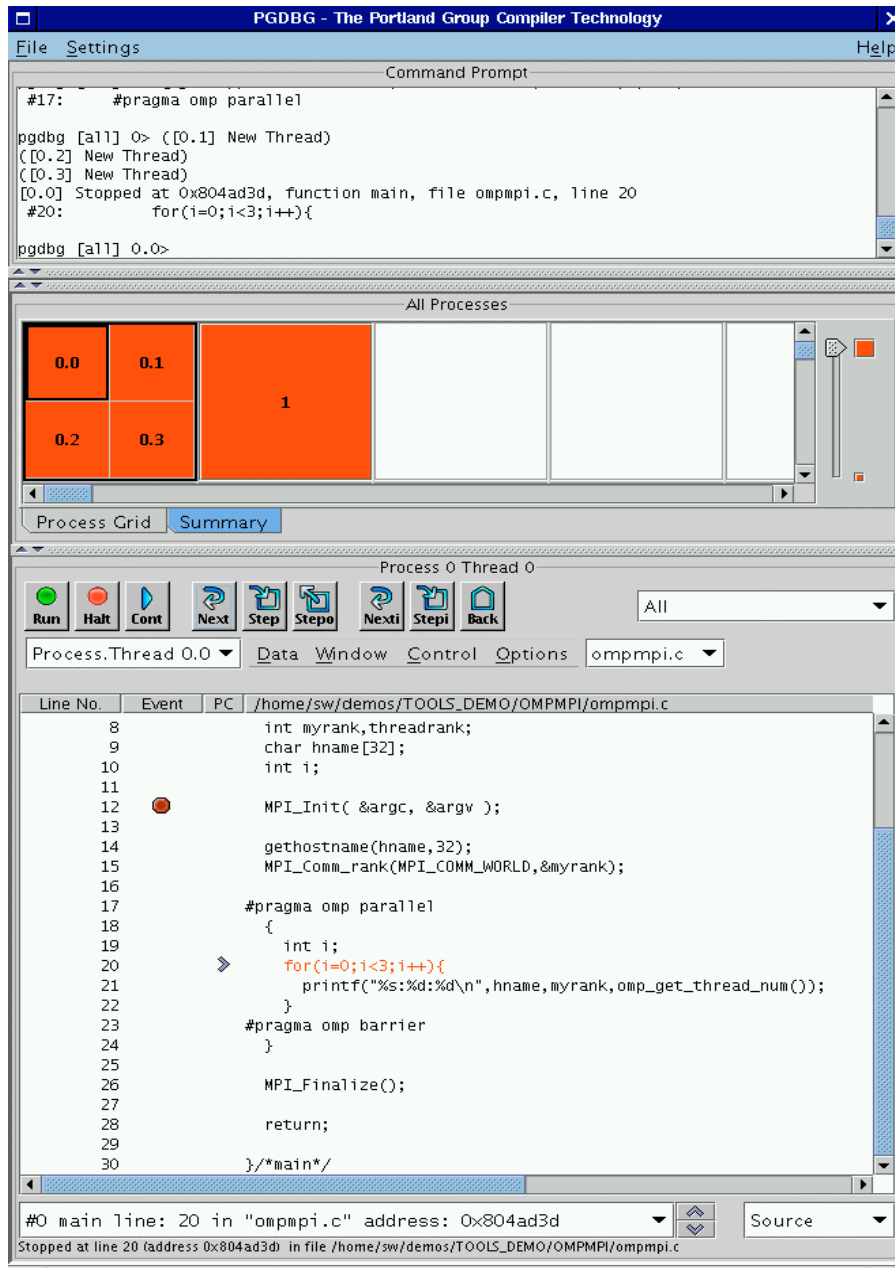 PGDBG - The Portland Group Compiler Technology
File Settings Help
Command Prompt
#17: #pragma omp parallel
pgdbg [all] 0> ([0.1] New Thread)
([0.2] New Thread)
([0.3] New Thread)
[0.0] Stopped at 0x804ad3d, function main, file ompmpi.c, line 20
#20: for(i=0;i<3;i++){
pgdbg [all] 0.0>
All Processes
0.0 0.1
1
0.2 0.3
Process Grid Summary
Process 0 Thread 0
Run Halt Cont Next Step Stepo Nexti Stepi Back All
Process.Thread 0.0 Data Window Control Options ompmpi.c
Line No. Event PC /home/sw/demos/TOOLS_DEMO/OMPMPI/ompmpi.c
8 int myrank,threadrank;
9 char hname[32];
10 int i;
11
12 MPI_Init( &argc, &argv );
13
14 gethostname(hname,32);
15 MPI_Comm_rank(MPI_COMM_WORLD,&myrank);
16
17 #pragma omp parallel
18 {
19 int i;
20 for(i=0;i<3;i++){
21 printf("%s:%d:%d\n",hname,myrank,omp_get_thread_num());
22 }
23 #pragma omp barrier
24 }
25
26 MPI_Finalize();
27
28 return;
29
30 }/*main*/
#0 main line: 20 in "ompmpi.c" address: 0x804ad3d Source
Stopped at line 20 (address 0x804ad3d) in file /home/sw/demos/TOOLS_DEMO/OMPMPI/ompmpi.c